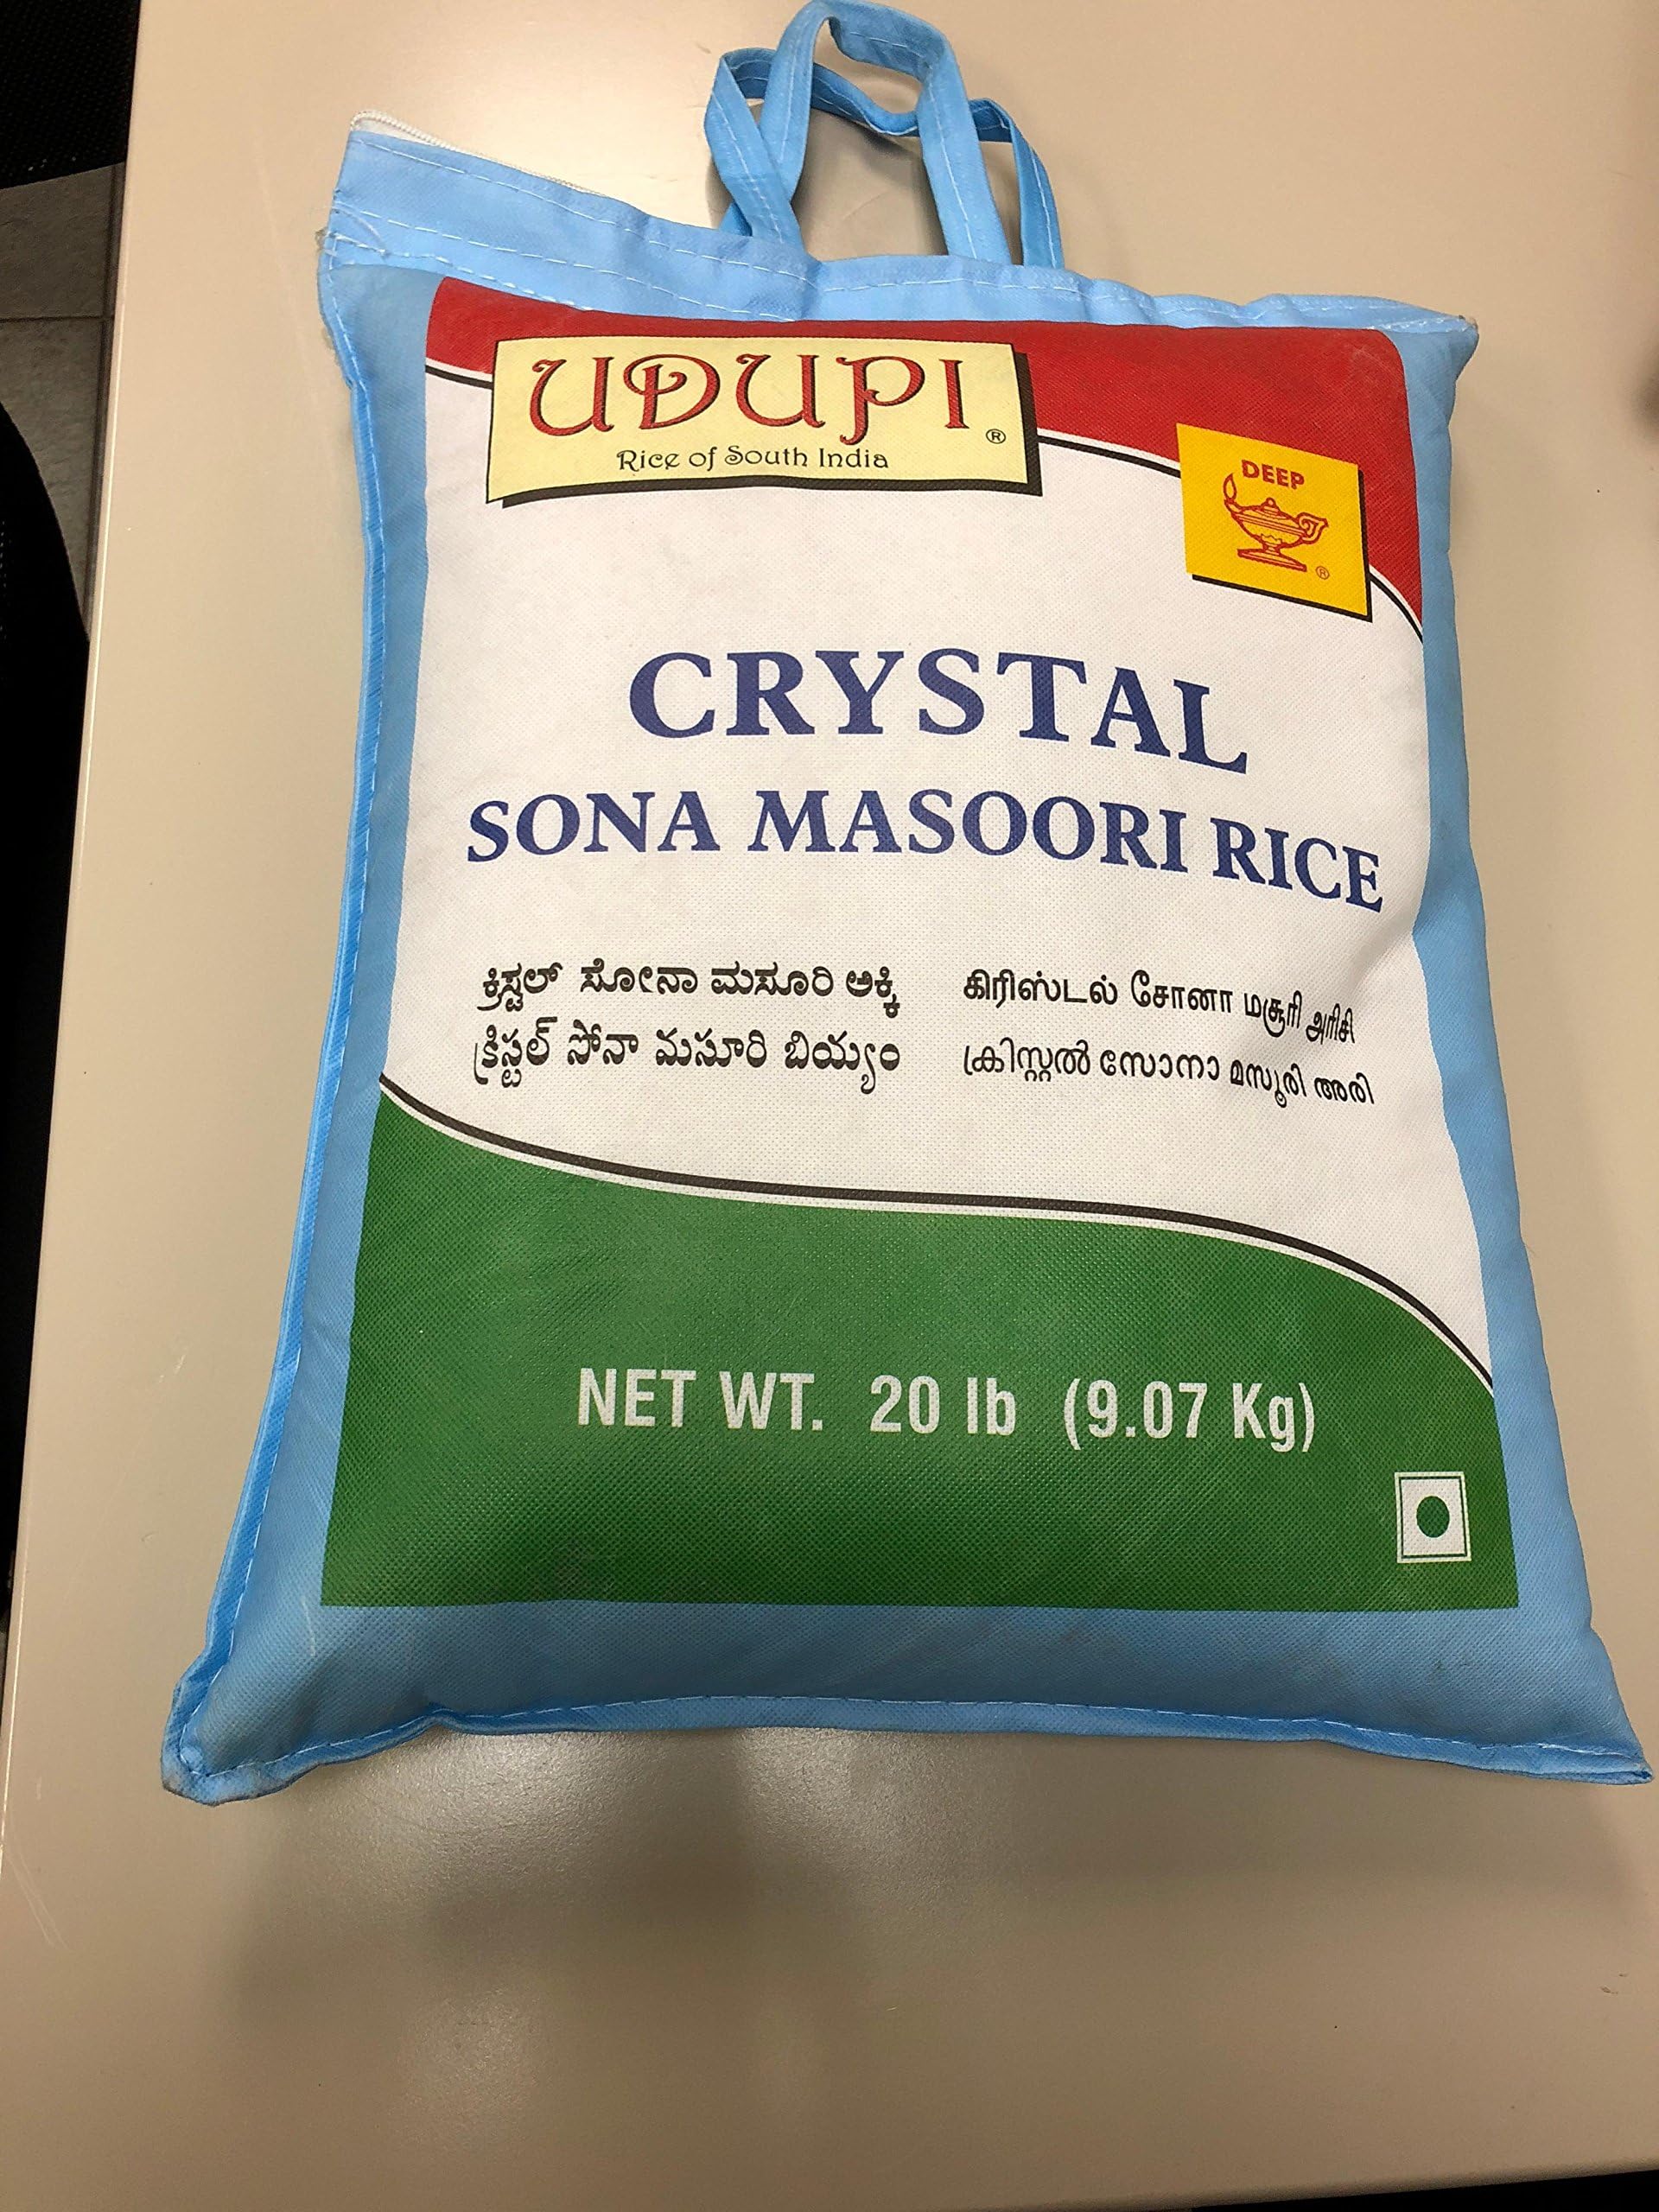 UDUPI ®
Rice of South India
DEEP
®
CRYSTAL
SONA MASOORI RICE
ಕ್ರಿಸ್ಟಲ್ ಸೋನಾ ಮಸೂರಿ ಅಕ್ಕಿ
கிரிஸ்டல் சோனா மசூரி அரிசி
క్రిస్టల్ సోనా మసూరి బియ్యం
ക്രിസ്റ്റൽ സോനാ മസൂരി അരി
NET WT. 20 lb (9.07 Kg)